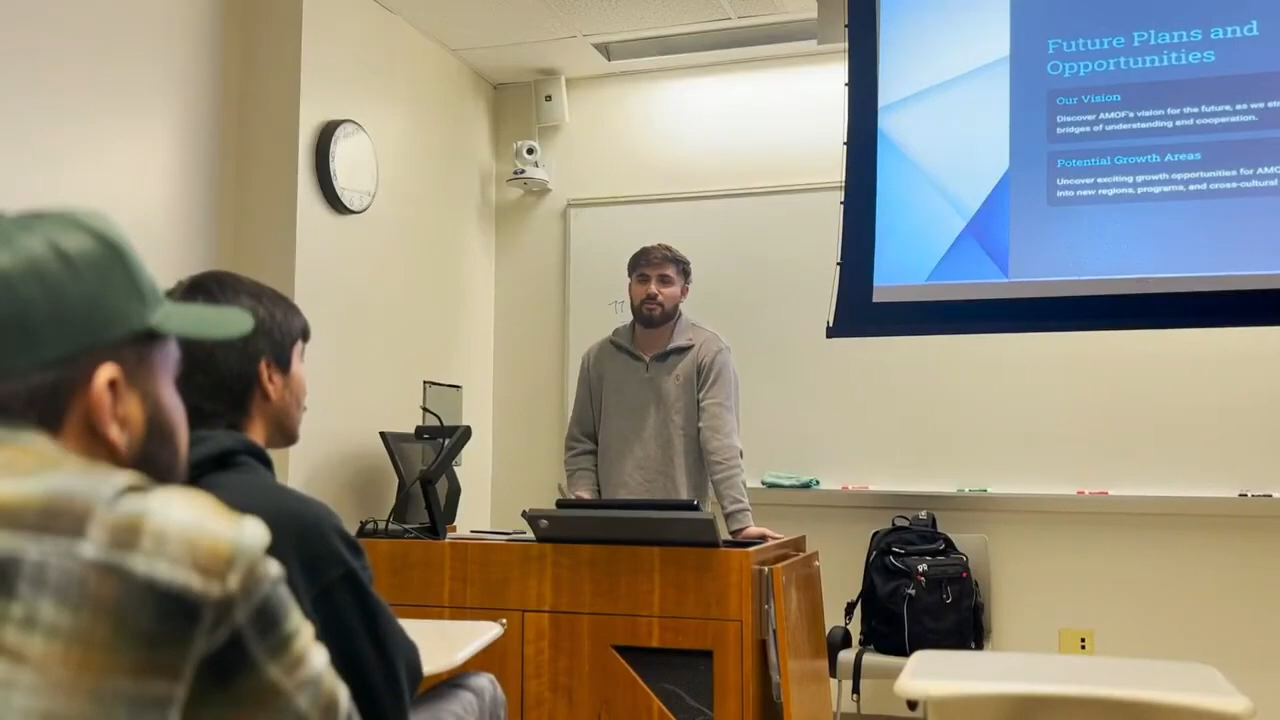 Future Plans and
Opportunities
Our Vision
Discover AMOF's vision for the future, as we
bridges of understanding and cooperation.
Potential Growth Areas
Uncover exciting growth opportunities for
into new regions, programs, and cross-cultural